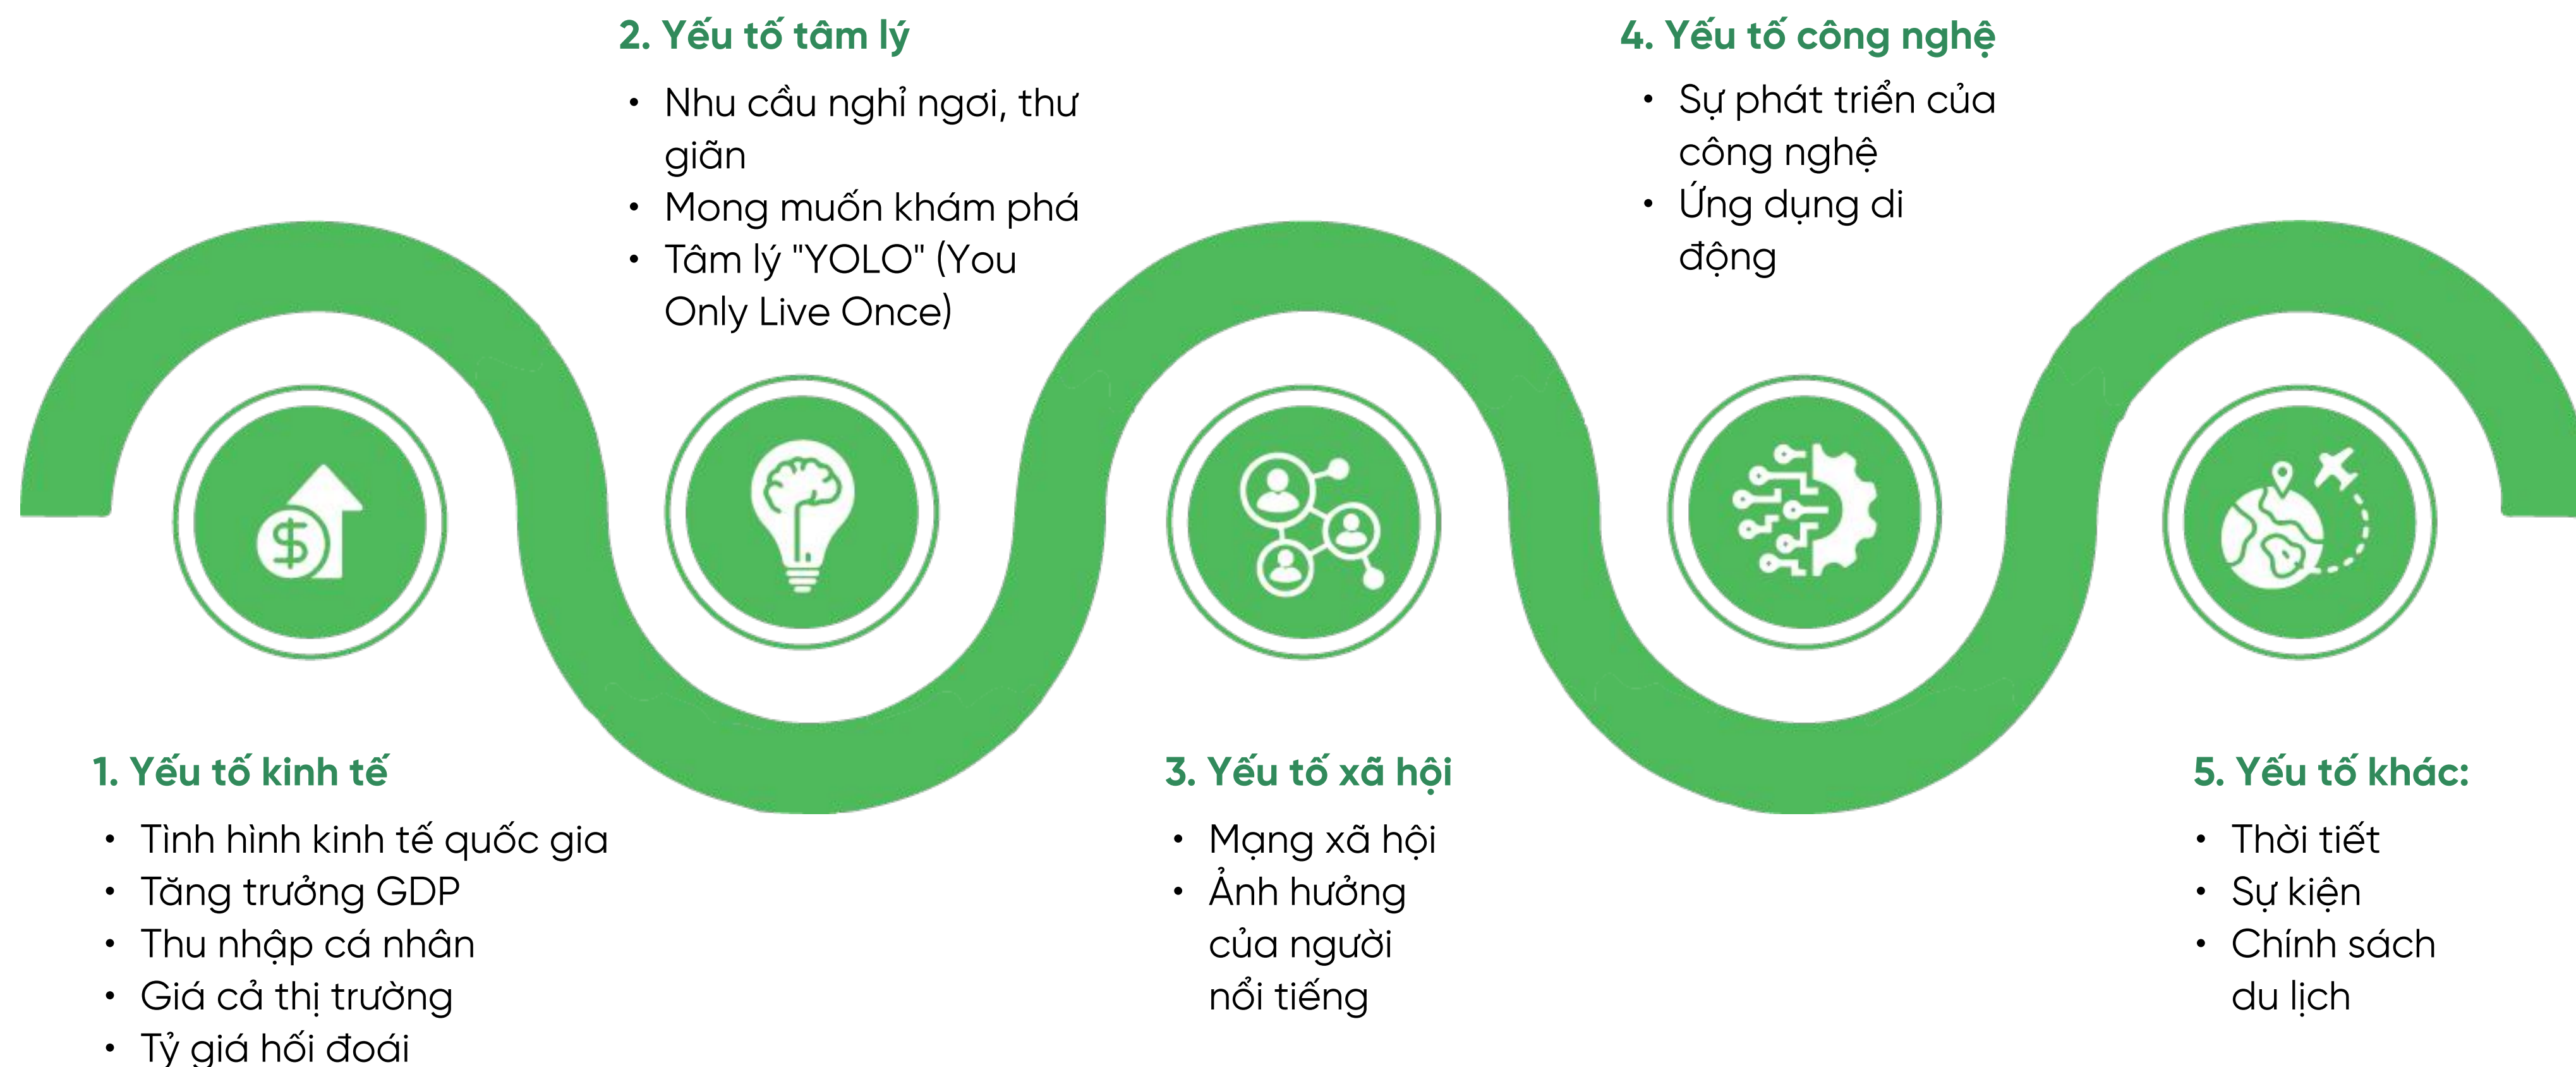 1. Yếu tố kinh tế
• Tình hình kinh tế quốc gia
• Tăng trưởng GDP
• Thu nhập cá nhân
• Giá cả thị trường
• Tỷ giá hối đoái
2. Yếu tố tâm lý
• Nhu cầu nghỉ ngơi, thư
giãn
• Mong muốn khám phá
• Tâm lý "YOLO" (You
Only Live Once)
3. Yếu tố xã hội
• Mạng xã hội
• Ảnh hưởng
của người
nổi tiếng
4. Yếu tố công nghệ
• Sự phát triển của
công nghệ
• Ứng dụng di
động
5. Yếu tố khác:
• Thời tiết
• Sự kiện
• Chính sách
du lịch
$